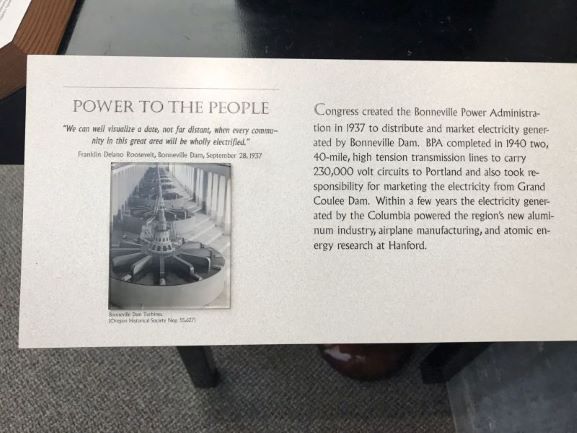 POWER TO THE PEOPLE
"We can well visualize a date, not far distant, when every commu-
nity in this great area will be wholly electrified."
Franklin Delano Roosevelt, Bonneville Dam, September 28, 1937
Bonneville Dam Turbines.
(Oregon Historical Society Neg. 55,627)
Congress created the Bonneville Power Administra-
tion in 1937 to distribute and market electricity gener-
ated by Bonneville Dam. BPA completed in 1940 two,
40-mile, high tension transmission lines to carry
230,000 volt circuits to Portland and also took re-
sponsibility for marketing the electricity from Grand
Coulee Dam. Within a few years the electricity gener-
ated by the Columbia powered the region's new alumi-
num industry, airplane manufacturing, and atomic en-
ergy research at Hanford.